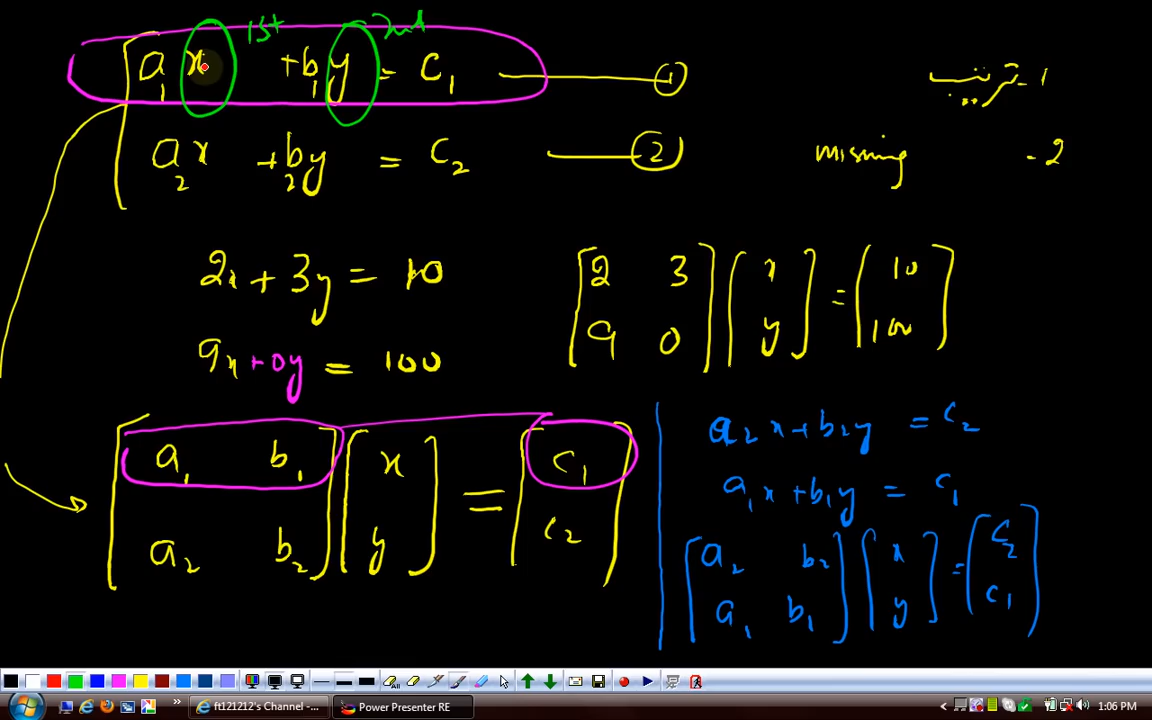 1st 2nd
a₁x + b₁y = c₁ ① 1- ترتیب
a₂x + b₂y = c₂ ② missing - 2
2x + 3y = 10
9x + 0y = 100
[2 3] [x] = [10]
[9 0] [y] [100]
[a₁ b₁] [x] = [c₁]
[a₂ b₂] [y] [c₂]
a₂x + b₂y = c₂
a₁x + b₁y = c₁
[a₂ b₂] [x] = [c₂]
[a₁ b₁] [y] [c₁]
ft121212's Channel -... Power Presenter RE 1:06 PM